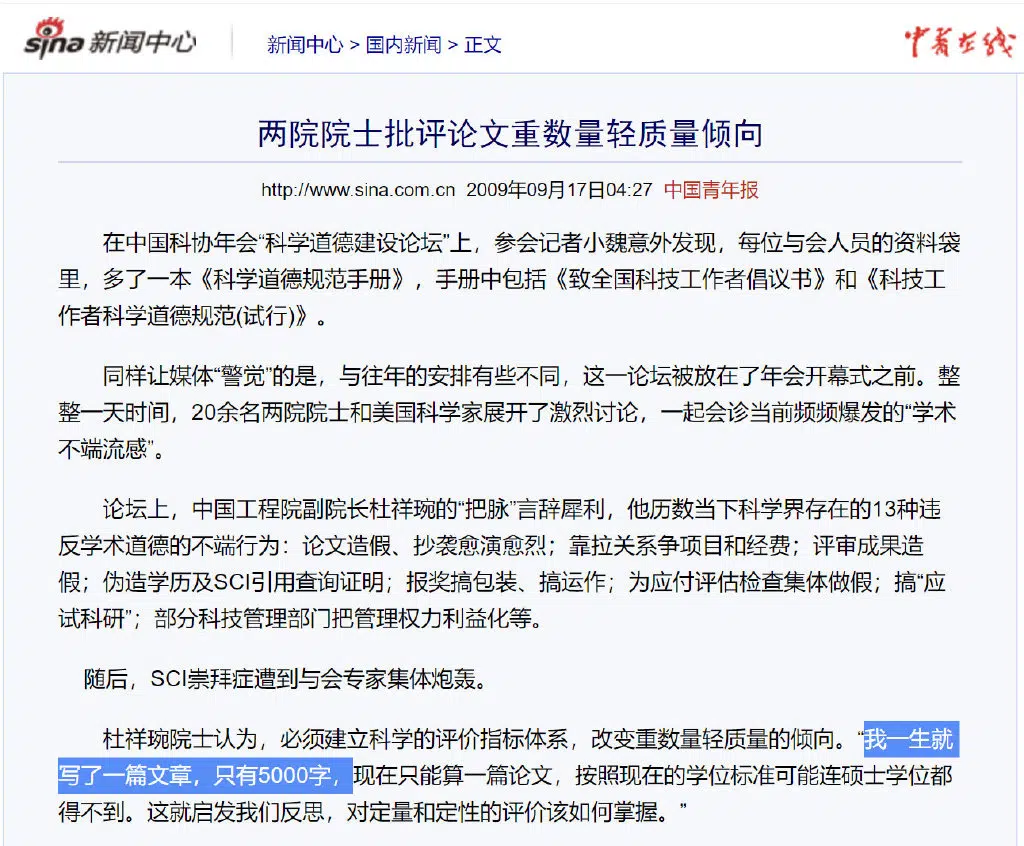 sina 新闻中心
新闻中心 > 国内新闻 > 正文
中青在线
两院院士批评论文重数量轻质量倾向
http://www.sina.com.cn 2009年09月17日04:27 中国青年报
在中国科协年会“科学道德建设论坛”上，参会记者小魏意外发现，每位与会人员的资料袋
里，多了一本《科学道德规范手册》，手册中包括《致全国科技工作者倡议书》和《科技工
作者科学道德规范(试行)》。
同样让媒体“警觉”的是，与往年的安排有些不同，这一论坛被放在了年会开幕式之前。整
整一天时间，20余名两院院士和美国科学家展开了激烈讨论，一起会诊当前频频爆发的“学术
不端流感”。
论坛上，中国工程院副院长杜祥琬的“把脉”言辞犀利，他历数当下科学界存在的13种违
反学术道德的不端行为：论文造假、抄袭愈演愈烈；靠拉关系争项目和经费；评审成果造
假；伪造学历及SCI引用查询证明；报奖搞包装、搞运作；为应付评估检查集体做假；搞“应
试科研”；部分科技管理部门把管理权力利益化等。
随后，SCI崇拜症遭到与会专家集体炮轰。
杜祥琬院士认为，必须建立科学的评价指标体系，改变重数量轻质量的倾向。“我一生就
写了一篇文章，只有5000字，现在只能算一篇论文，按照现在的学位标准可能连硕士学位都
得不到。这就启发我们反思，对定量和定性的评价该如何掌握。”